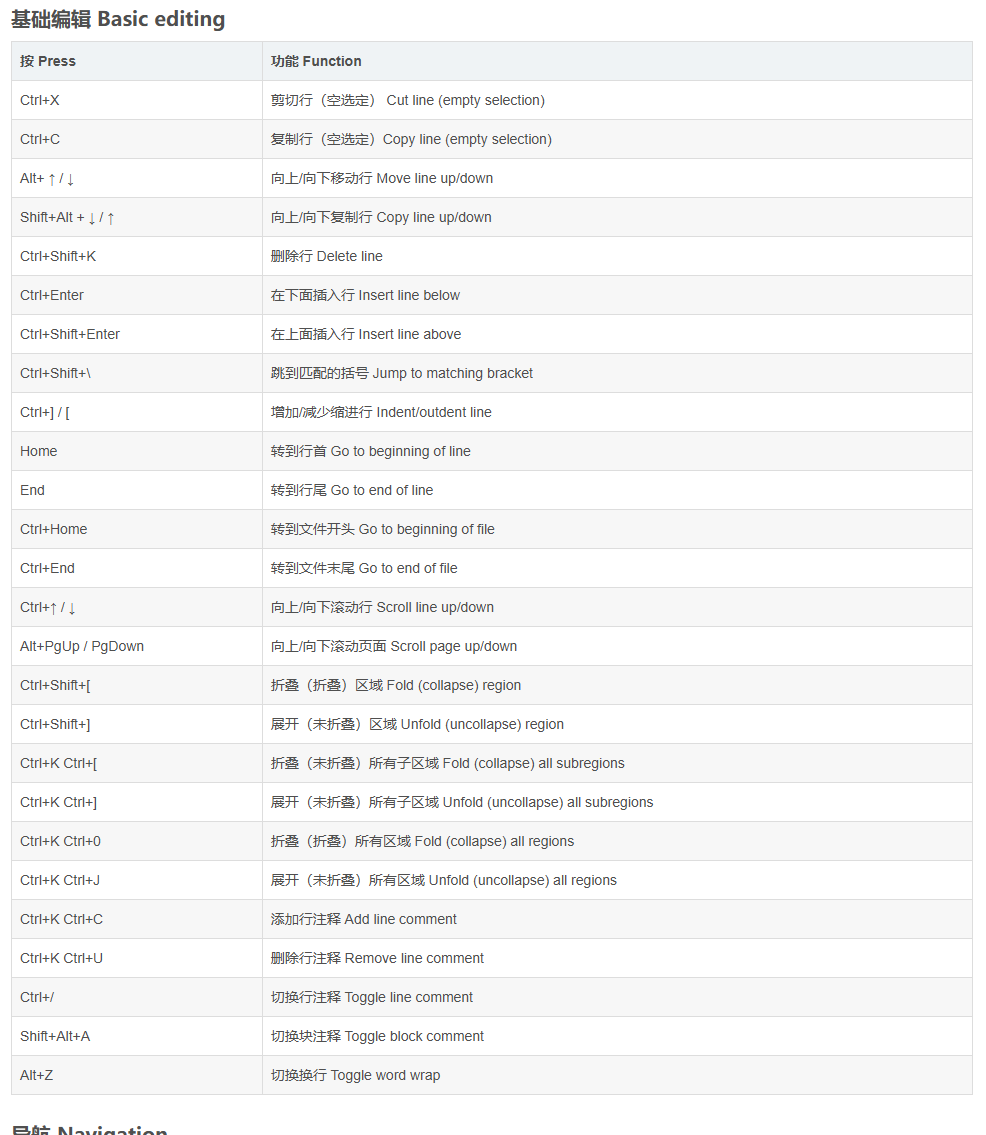 基础编辑 Basic editing
按 Press 功能 Function
Ctrl+X 剪切行（空选定） Cut line (empty selection)
Ctrl+C 复制行（空选定）Copy line (empty selection)
Alt+ ↑ / ↓ 向上/向下移动行 Move line up/down
Shift+Alt + ↓ / ↑ 向上/向下复制行 Copy line up/down
Ctrl+Shift+K 删除行 Delete line
Ctrl+Enter 在下面插入行 Insert line below
Ctrl+Shift+Enter 在上面插入行 Insert line above
Ctrl+Shift+\ 跳到匹配的括号 Jump to matching bracket
Ctrl+] / [ 增加/减少缩进行 Indent/outdent line
Home 转到行首 Go to beginning of line
End 转到行尾 Go to end of line
Ctrl+Home 转到文件开头 Go to beginning of file
Ctrl+End 转到文件末尾 Go to end of file
Ctrl+↑ / ↓ 向上/向下滚动行 Scroll line up/down
Alt+PgUp / PgDown 向上/向下滚动页面 Scroll page up/down
Ctrl+Shift+[ 折叠（折叠）区域 Fold (collapse) region
Ctrl+Shift+] 展开（未折叠）区域 Unfold (uncollapse) region
Ctrl+K Ctrl+[ 折叠（未折叠）所有子区域 Fold (collapse) all subregions
Ctrl+K Ctrl+] 展开（未折叠）所有子区域 Unfold (uncollapse) all subregions
Ctrl+K Ctrl+0 折叠（折叠）所有区域 Fold (collapse) all regions
Ctrl+K Ctrl+J 展开（未折叠）所有区域 Unfold (uncollapse) all regions
Ctrl+K Ctrl+C 添加行注释 Add line comment
Ctrl+K Ctrl+U 删除行注释 Remove line comment
Ctrl+/ 切换行注释 Toggle line comment
Shift+Alt+A 切换块注释 Toggle block comment
Alt+Z 切换换行 Toggle word wrap
导航 Navigation